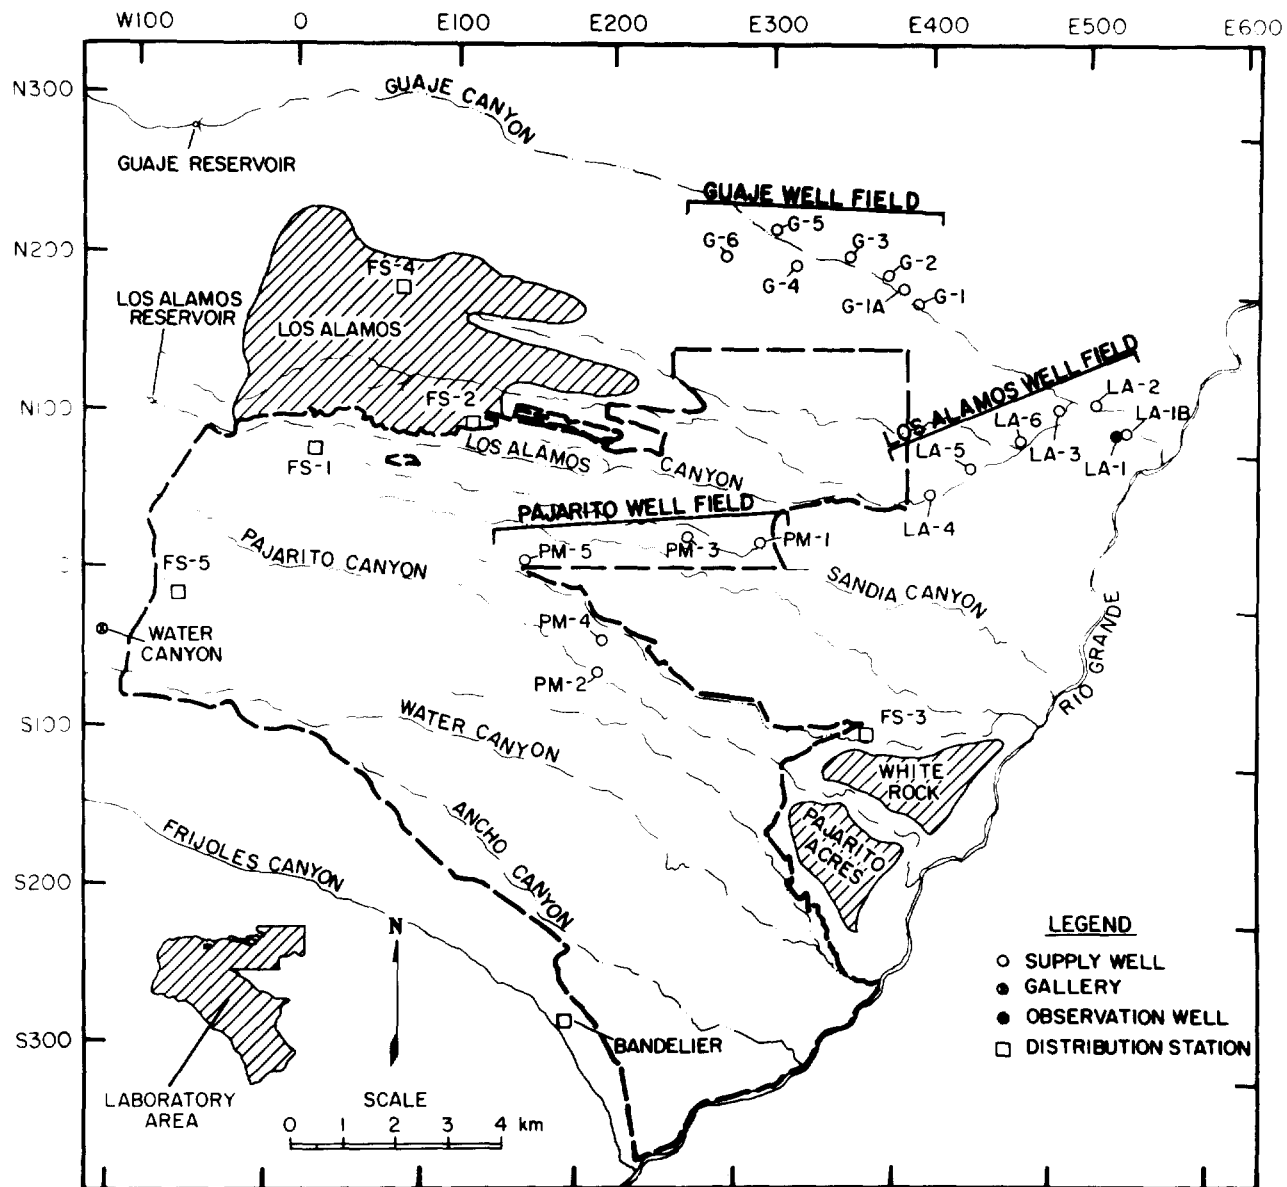 W100 0 E100 E200 E300 E400 E500 E600
N300
GUAJE CANYON
GUAJE RESERVOIR
GUAJE WELL FIELD
G-5
G-6
G-3
G-2
G-4
G-1A
G-1
N200
FS-4
LOS ALAMOS
RESERVOIR
LOS ALAMOS
LOS ALAMOS WELL FIELD
LA-2
LA-1B
LA-6
LA-5
LA-3
LA-1
LA-4
N100
FS-2
FS-1
LOS ALAMOS CANYON
PAJARITO WELL FIELD
PM-5
PM-3
PM-1
PAJARITO CANYON
SANDIA CANYON
FS-5
WATER
CANYON
PM-4
PM-2
RIO GRANDE
S100
WATER CANYON
FS-3
WHITE
ROCK
PAJARITO
ACRES
ANCHO CANYON
FRIJOLES CANYON
S200
N
LEGEND
SUPPLY WELL
GALLERY
OBSERVATION WELL
DISTRIBUTION STATION
S300
BANDELIER
LABORATORY
AREA
SCALE
0 1 2 3 4 km